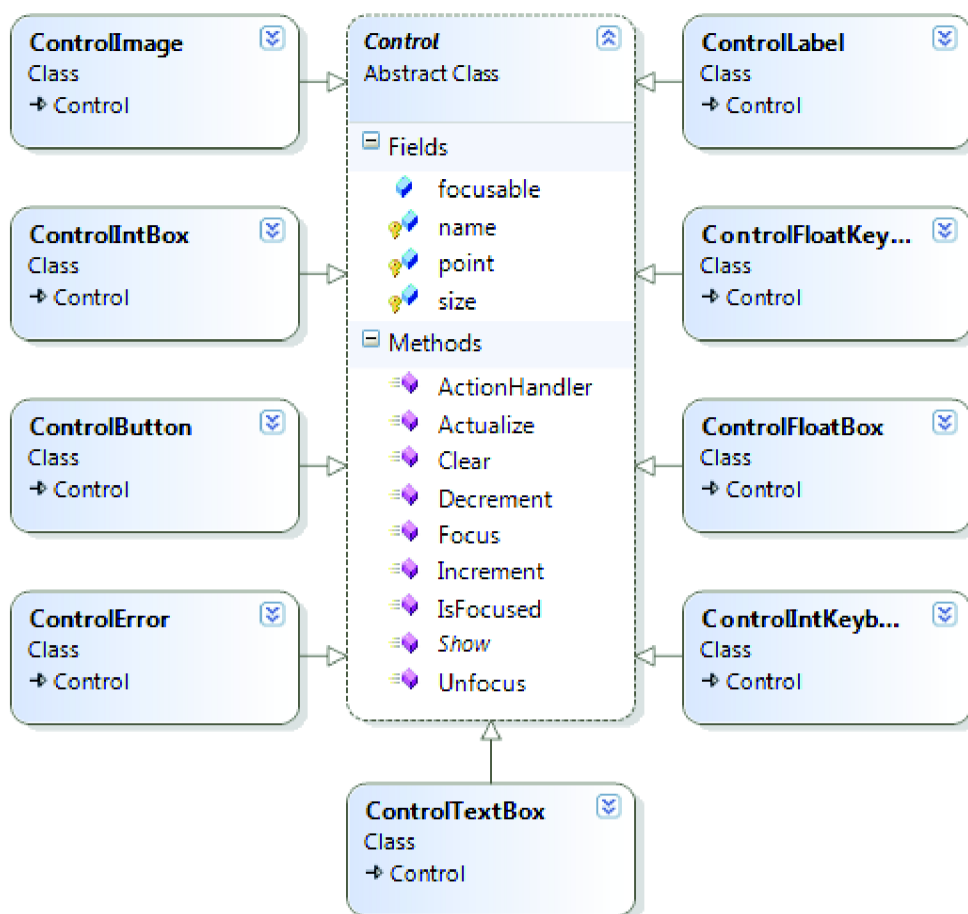 ControlImage
Class
Control
Control
Abstract Class
Fields
focusable
name
point
size
Methods
ActionHandler
Actualize
Clear
Decrement
Focus
Increment
IsFocused
Show
Unfocus
ControlLabel
Class
Control
ControlIntBox
Class
Control
ControlFloatKey...
Class
Control
ControlButton
Class
Control
ControlFloatBox
Class
Control
ControlError
Class
Control
ControlIntKeyb...
Class
Control
ControlTextBox
Class
Control